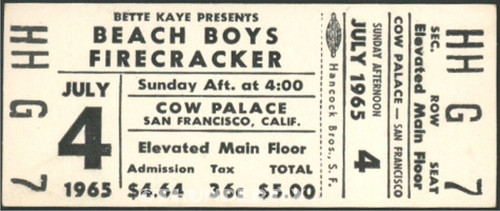 HH G 7
BETTE KAYE PRESENTS
BEACH BOYS
FIRECRACKER
JULY
4
1965
Sunday Aft. at 4:00
COW PALACE
SAN FRANCISCO, CALIF.
Elevated Main Floor
Admission Tax TOTAL
$4.64 36c $5.00
Hancock Bros., S. F.
JULY 1965
4
SUNDAY AFTERNOON
COW PALACE — SAN FRANCISCO
Elevated Main Floor
SEC. ROW SEAT
HH G 7